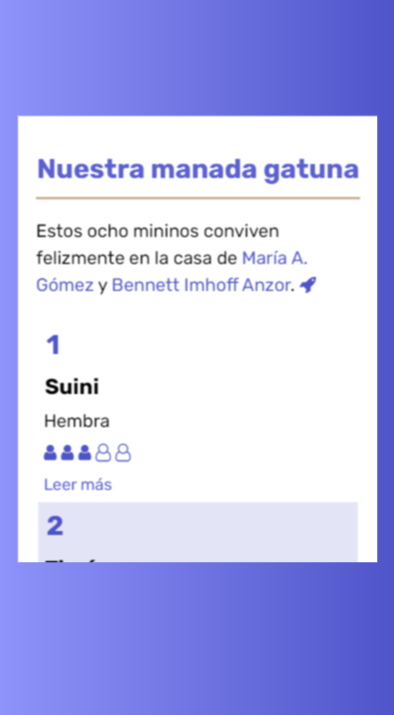 Nuestra manada gatuna
Estos ocho mininos conviven
felizmente en la casa de María A.
Gómez y Bennett Imhoff Anzor.
1
Suini
Hembra
Leer más
2